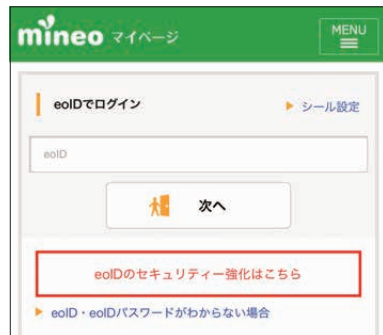 mineo マイページ
MENU
eoIDでログイン
シール設定
eoID
次へ
eoIDのセキュリティー強化はこちら
eoID・eoIDパスワードがわからない場合